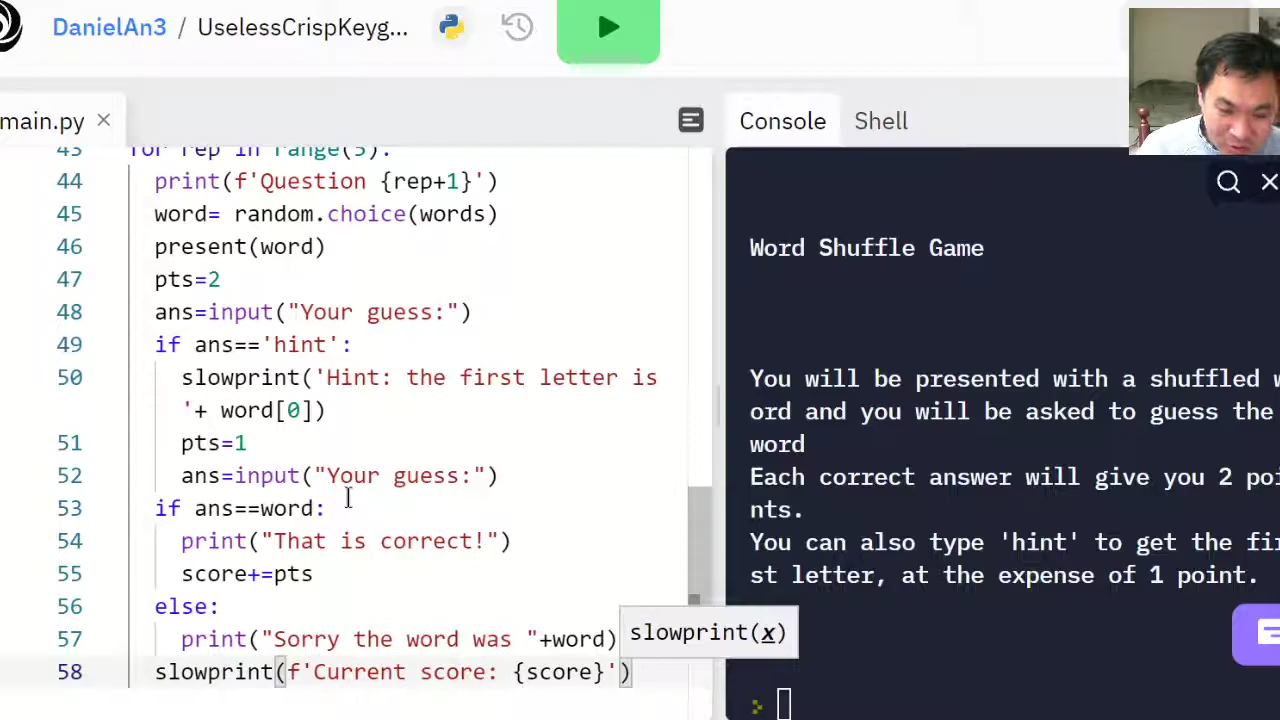 DanielAn3 / UselessCrispKeyg...
main.py ×
Console Shell
43 for rep in range(5):
44 print(f'Question {rep+1}')
45 word= random.choice(words)
46 present(word)
47 pts=2
48 ans=input("Your guess:")
49 if ans=='hint':
50 slowprint('Hint: the first letter is
'+ word[0])
51 pts=1
52 ans=input("Your guess:")
53 if ans==word:
54 print("That is correct!")
55 score+=pts
56 else:
57 print("Sorry the word was "+word)
58 slowprint(f'Current score: {score}')
slowprint(x)
Word Shuffle Game
You will be presented with a shuffled w
ord and you will be asked to guess the
word
Each correct answer will give you 2 poi
nts.
You can also type 'hint' to get the fir
st letter, at the expense of 1 point.